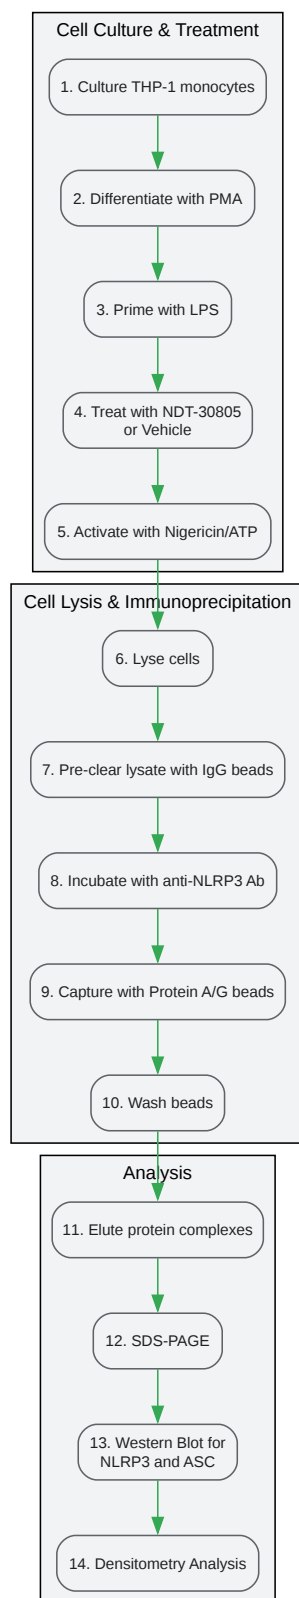 Cell Culture & Treatment
1. Culture THP-1 monocytes
2. Differentiate with PMA
3. Prime with LPS
4. Treat with NDT-30805
or Vehicle
5. Activate with Nigericin/ATP
Cell Lysis & Immunoprecipitation
6. Lyse cells
7. Pre-clear lysate with IgG beads
8. Incubate with anti-NLRP3 Ab
9. Capture with Protein A/G beads
10. Wash beads
Analysis
11. Elute protein complexes
12. SDS-PAGE
13. Western Blot for
NLRP3 and ASC
14. Densitometry Analysis